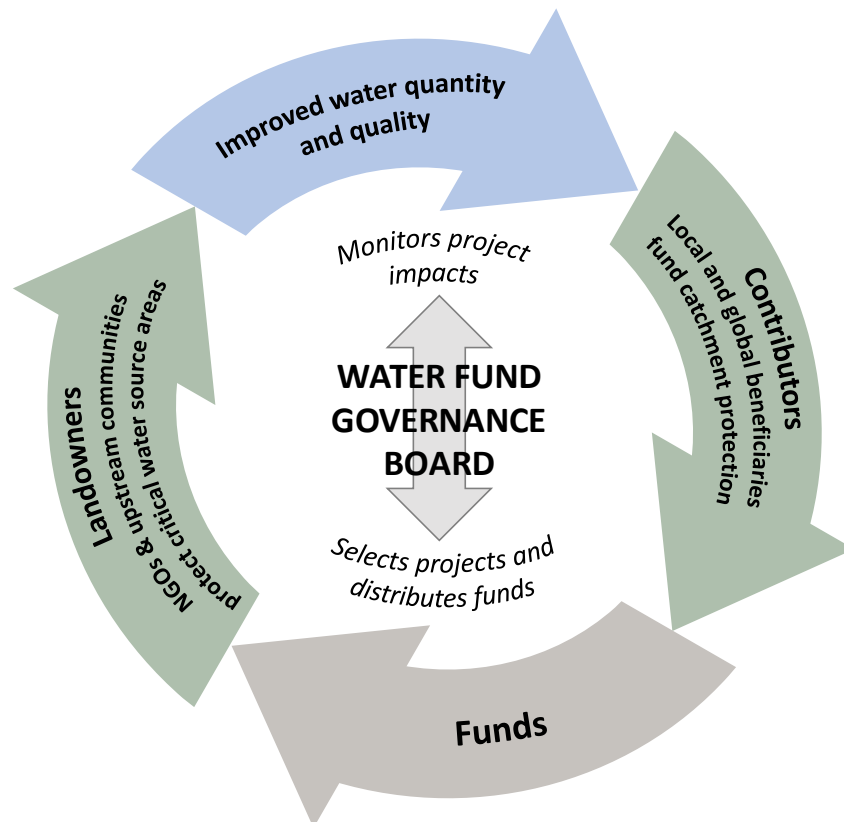 Improved water quantity
and quality
Contributors
Local and global beneficiaries
fund catchment protection
Funds
Landowners
NGOs & upstream communities
protect critical water source areas
Monitors project
impacts
WATER FUND
GOVERNANCE
BOARD
Selects projects and
distributes funds